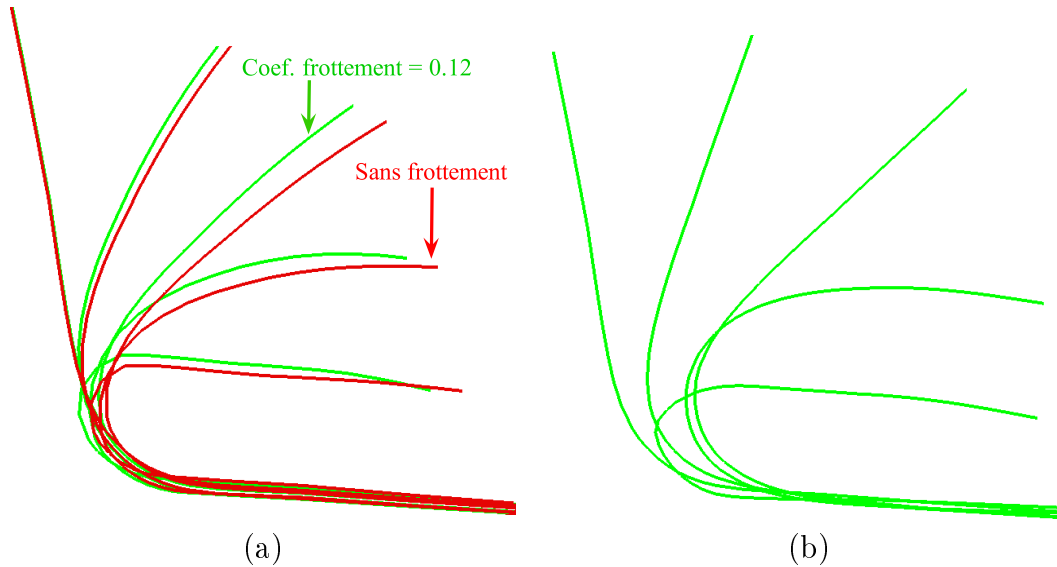 Coef. frottement = 0.12
Sans frottement
(a)
(b)